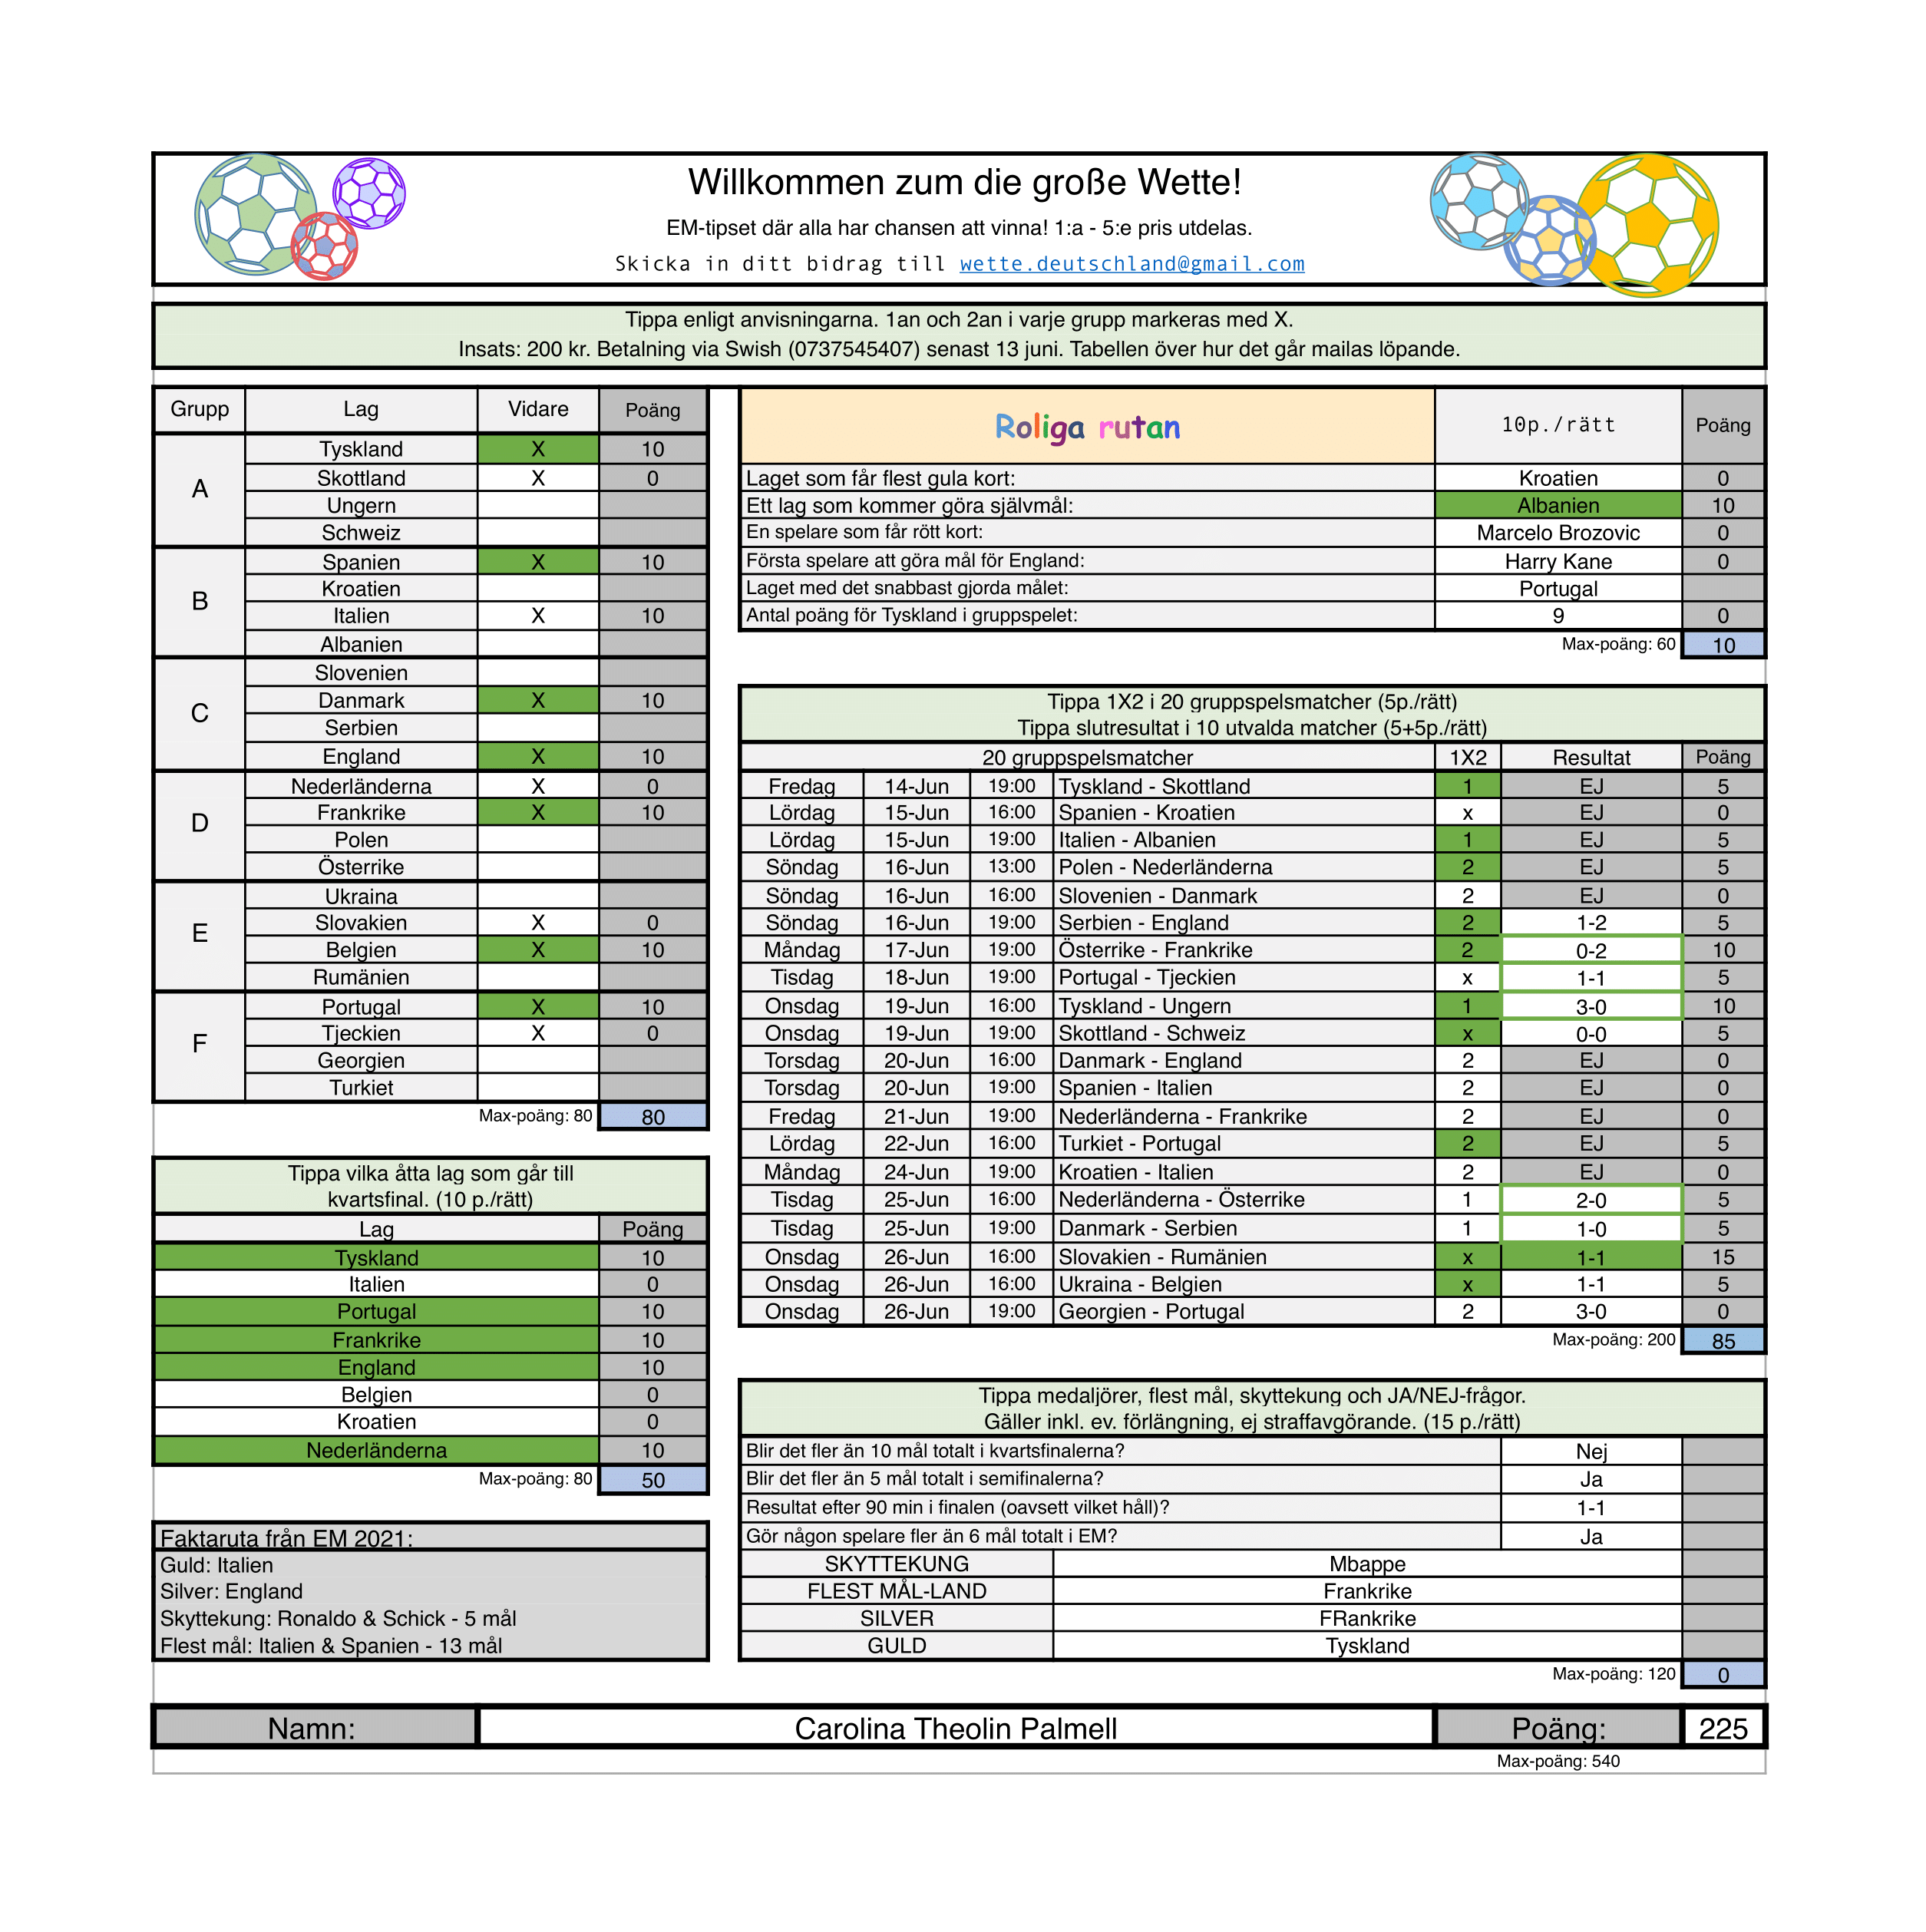 Willkommen zum die große Wette!
EM-tipset där alla har chansen att vinna! 1:a - 5:e pris utdelas.
Skicka in ditt bidrag till wette.deutschland@gmail.com
Tippa enligt anvisningarna. 1an och 2an i varje grupp markeras med X.
Insats: 200 kr. Betalning via Swish (0737545407) senast 13 juni. Tabellen över hur det går mailas löpande.
Grupp Lag Vidare Poäng
A
Tyskland X 10
Skottland X 0
Ungern
Schweiz
B
Spanien X 10
Kroatien
Italien X 10
Albanien
C
Slovenien
Danmark X 10
Serbien
England X 10
D
Nederländerna X 0
Frankrike X 10
Polen
Österrike
E
Ukraina
Slovakien X 0
Belgien X 10
Rumänien
F
Portugal X 10
Tjeckien X 0
Georgien
Turkiet
Max-poäng: 80 80
Tippa vilka åtta lag som går till
kvartsfinal. (10 p./rätt)
Lag Poäng
Tyskland 10
Italien 0
Portugal 10
Frankrike 10
England 10
Belgien 0
Kroatien 0
Nederländerna 10
Max-poäng: 80 50
Faktaruta från EM 2021:
Guld: Italien
Silver: England
Skyttekung: Ronaldo & Schick - 5 mål
Flest mål: Italien & Spanien - 13 mål
Roliga rutan 10p./rätt Poäng
Laget som får flest gula kort: Kroatien 0
Ett lag som kommer göra självmål: Albanien 10
En spelare som får rött kort: Marcelo Brozovic 0
Första spelare att göra mål för England: Harry Kane 0
Laget med det snabbast gjorda målet: Portugal
Antal poäng för Tyskland i gruppspelet: 9 0
Max-poäng: 60 10
Tippa 1X2 i 20 gruppspelsmatcher (5p./rätt)
Tippa slutresultat i 10 utvalda matcher (5+5p./rätt)
20 gruppspelsmatcher 1X2 Resultat Poäng
Fredag 14-Jun 19:00 Tyskland - Skottland 1 EJ 5
Lördag 15-Jun 16:00 Spanien - Kroatien x EJ 0
Lördag 15-Jun 19:00 Italien - Albanien 1 EJ 5
Söndag 16-Jun 13:00 Polen - Nederländerna 2 EJ 5
Söndag 16-Jun 16:00 Slovenien - Danmark 2 EJ 0
Söndag 16-Jun 19:00 Serbien - England 2 1-2 5
Måndag 17-Jun 19:00 Österrike - Frankrike 2 0-2 10
Tisdag 18-Jun 19:00 Portugal - Tjeckien x 1-1 5
Onsdag 19-Jun 16:00 Tyskland - Ungern 1 3-0 10
Onsdag 19-Jun 19:00 Skottland - Schweiz x 0-0 5
Torsdag 20-Jun 16:00 Danmark - England 2 EJ 0
Torsdag 20-Jun 19:00 Spanien - Italien 2 EJ 0
Fredag 21-Jun 19:00 Nederländerna - Frankrike 2 EJ 0
Lördag 22-Jun 16:00 Turkiet - Portugal 2 EJ 5
Måndag 24-Jun 19:00 Kroatien - Italien 2 EJ 0
Tisdag 25-Jun 16:00 Nederländerna - Österrike 1 2-0 5
Tisdag 25-Jun 19:00 Danmark - Serbien 1 1-0 5
Onsdag 26-Jun 16:00 Slovakien - Rumänien x 1-1 15
Onsdag 26-Jun 16:00 Ukraina - Belgien x 1-1 5
Onsdag 26-Jun 19:00 Georgien - Portugal 2 3-0 0
Max-poäng: 200 85
Tippa medaljörer, flest mål, skyttekung och JA/NEJ-frågor.
Gäller inkl. ev. förlängning, ej straffavgörande. (15 p./rätt)
Blir det fler än 10 mål totalt i kvartsfinalerna? Nej
Blir det fler än 5 mål totalt i semifinalerna? Ja
Resultat efter 90 min i finalen (oavsett vilket håll)? 1-1
Gör någon spelare fler än 6 mål totalt i EM? Ja
SKYTTEKUNG Mbappe
FLEST MÅL-LAND Frankrike
SILVER FRankrike
GULD Tyskland
Max-poäng: 120 0
Namn: Carolina Theolin Palmell Poäng: 225
Max-poäng: 540